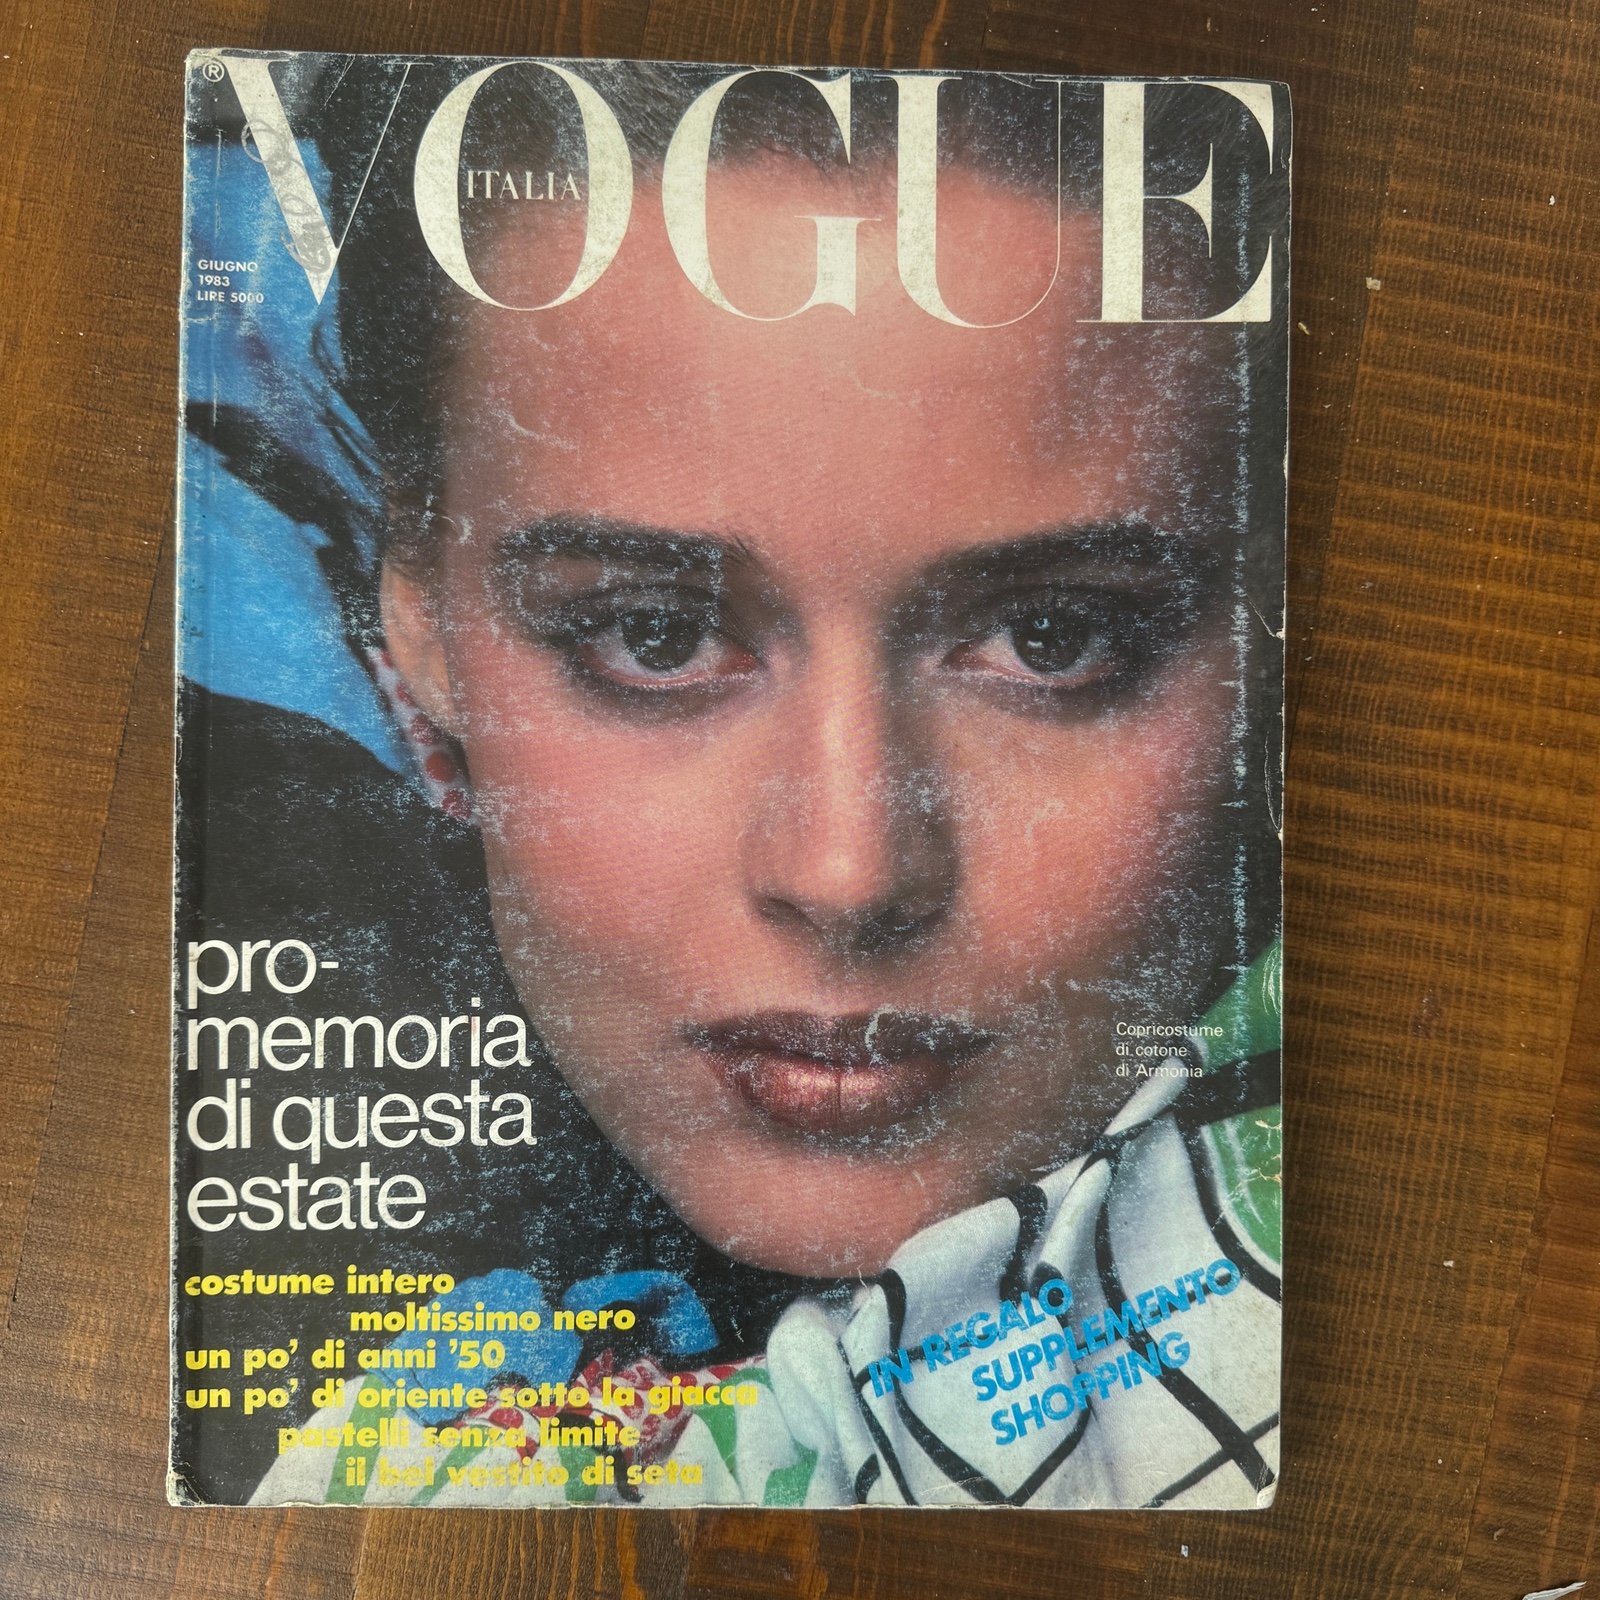 ®
VOGUE
ITALIA
GIUGNO
1983
LIRE 5000
pro-
memoria
di questa
estate
Copricostume
di cotone
di Armonia
costume intero
moltissimo nero
un po' di anni '50
un po' di oriente sotto la giacca
pastelli senza limite
il bel vestito di seta
IN REGALO
SUPPLEMENTO
SHOPPING